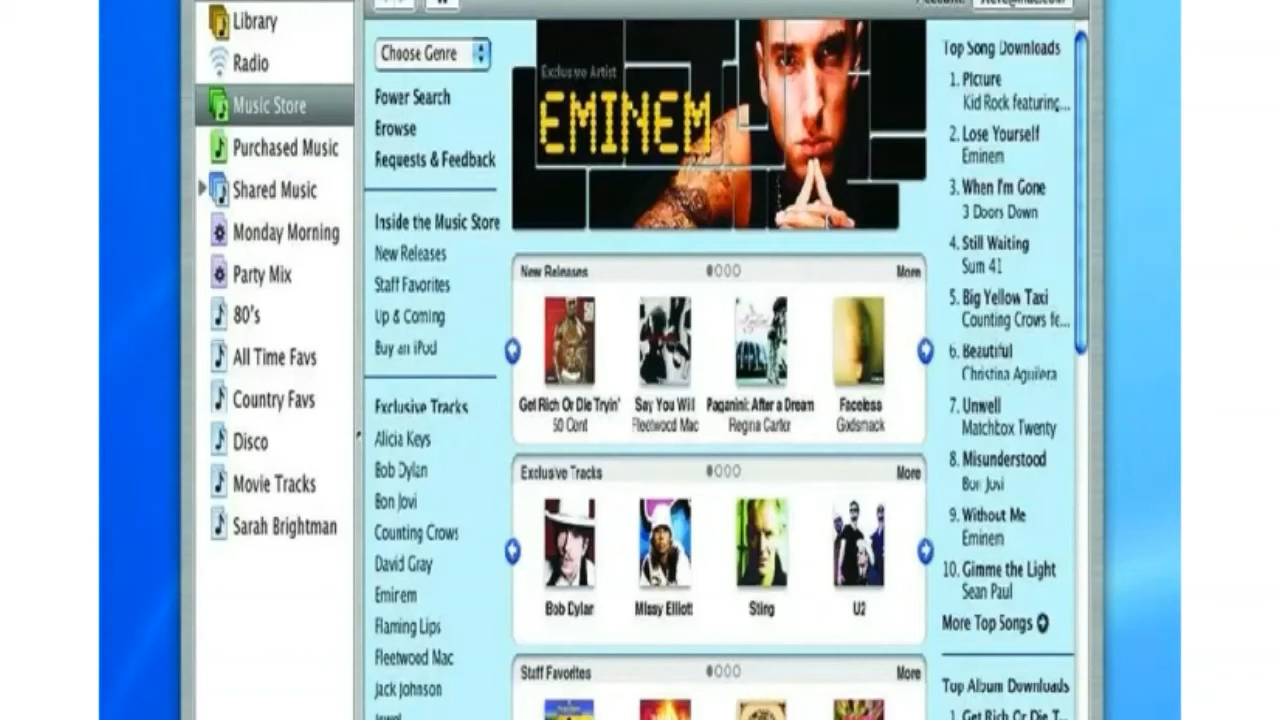 Library
Radio
Music Store
Purchased Music
Shared Music
Monday Morning
Party Mix
80's
All Time Favs
Country Favs
Disco
Movie Tracks
Sarah Brightman
Choose Genre
Power Search
Browse
Requests & Feedback
Inside the Music Store
New Releases
Staff Favorites
Up & Coming
Buy an iPod
Exclusive Tracks
Alicia Keys
Bob Dylan
Bon Jovi
Counting Crows
David Gray
Eminem
Flaming Lips
Fleetwood Mac
Jack Johnson
Exclusive Artist
EMINEM
New Releases More
Get Rich Or Die Tryin' Say You Will Paganini: After a Dream Faceless
50 Cent Fleetwood Mac Regina Carter Godsmack
Exclusive Tracks More
Bob Dylan Missy Elliott Sting U2
Staff Favorites More
Top Song Downloads
1. Picture
Kid Rock featuring...
2. Lose Yourself
Eminem
3. When I'm Gone
3 Doors Down
4. Still Waiting
Sum 41
5. Big Yellow Taxi
Counting Crows fe...
6. Beautiful
Christina Aguilera
7. Unwell
Matchbox Twenty
8. Misunderstood
Bon Jovi
9. Without Me
Eminem
10. Gimme the Light
Sean Paul
More Top Songs
Top Album Downloads
1. Get Rich Or Die T...